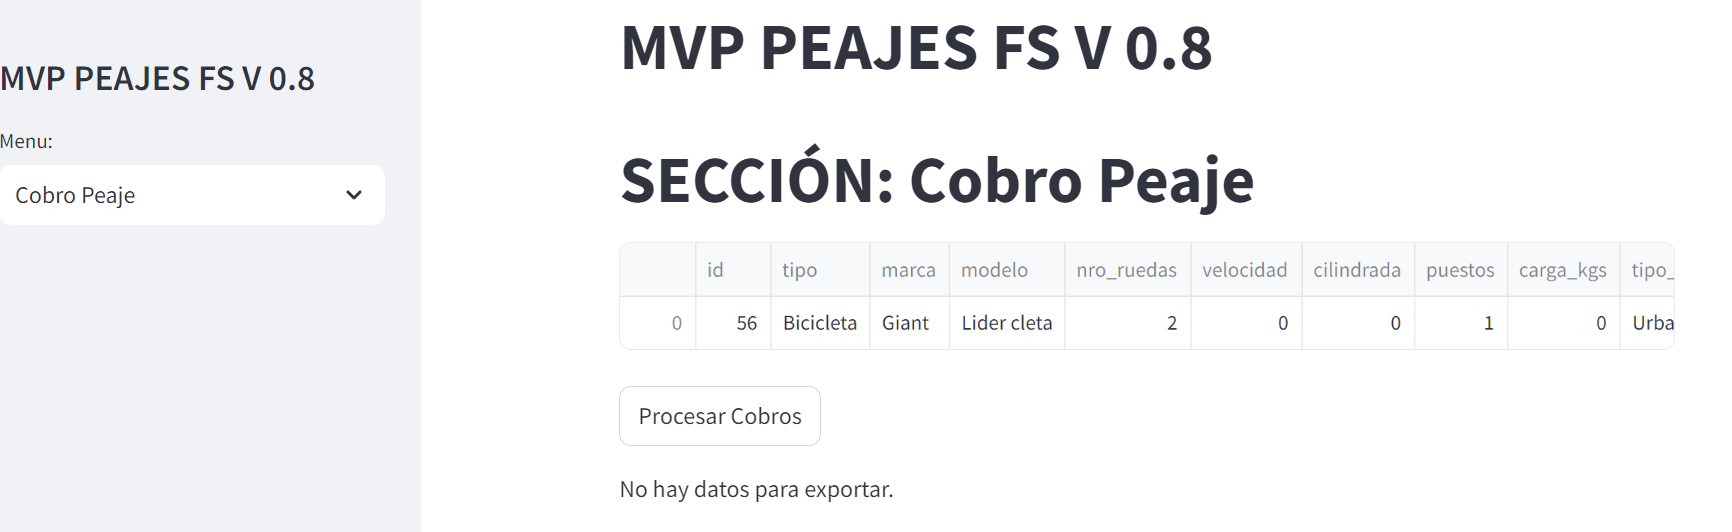 MVP PEAJES FS V 0.8
Menu:
Cobro Peaje
MVP PEAJES FS V 0.8
SECCIÓN: Cobro Peaje
id tipo marca modelo nro_ruedas velocidad cilindrada puestos carga_kgs tipo_
0 56 Bicicleta Giant Lider cleta 2 0 0 1 0 Urba
Procesar Cobros
No hay datos para exportar.